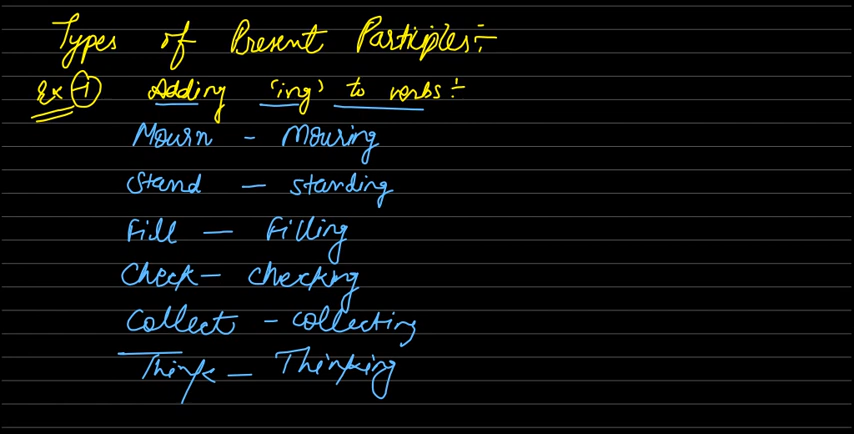 Types of Present Participles:-
Ex (i) Adding 'ing' to verbs:-
Mourn - Mouring
Stand - standing
Fill - Filling
Check - checking
Collect - collecting
Think - Thinking